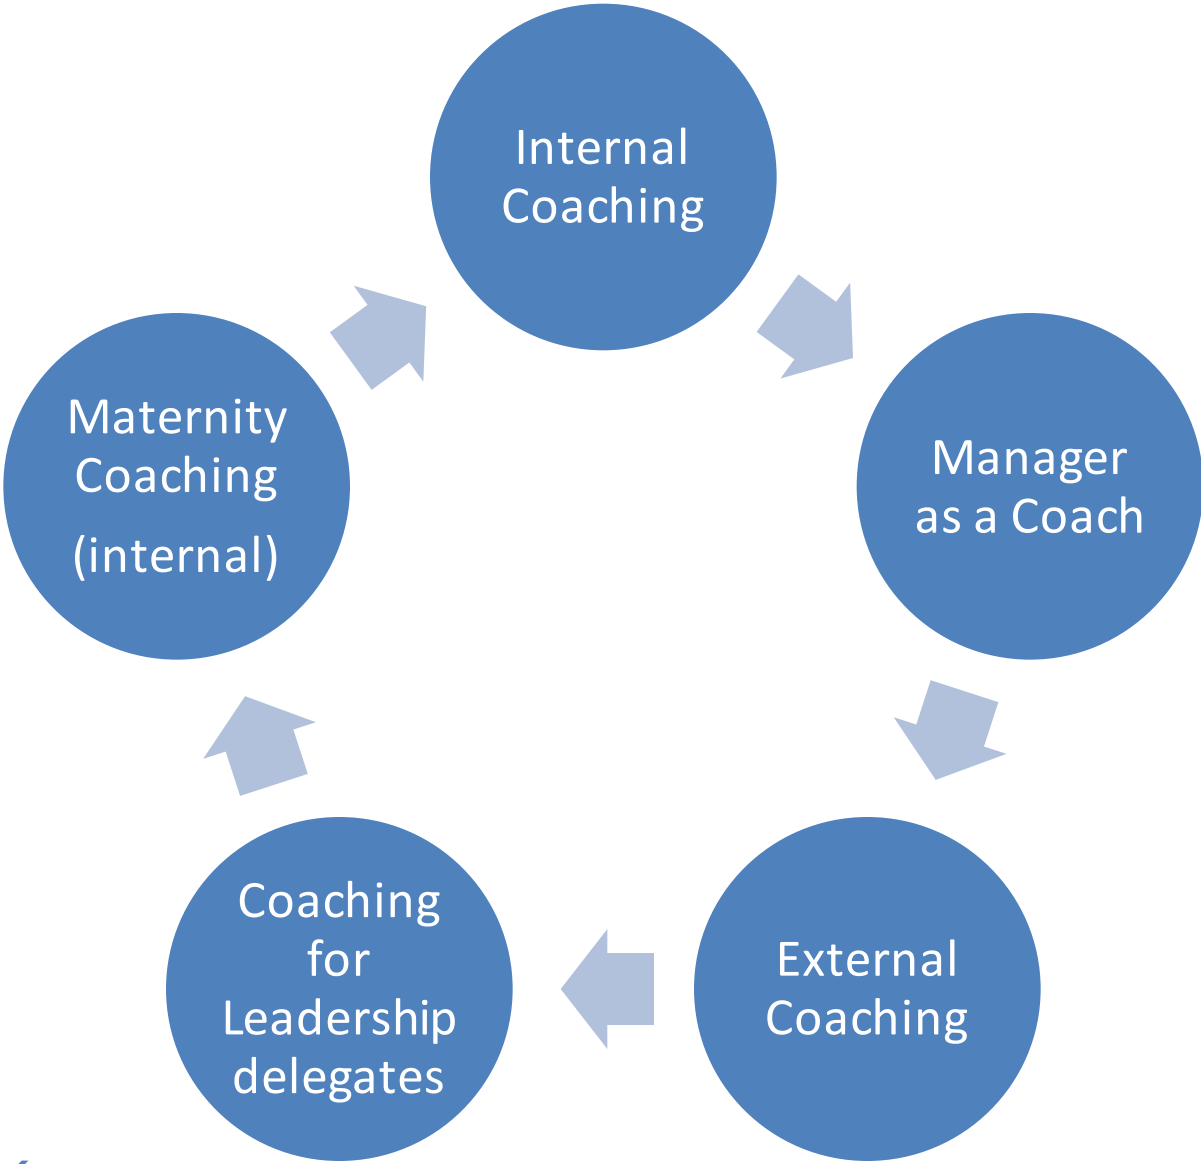 Internal
Coaching
Manager
as a Coach
External
Coaching
Coaching
for
Leadership
delegates
Maternity
Coaching
(internal)